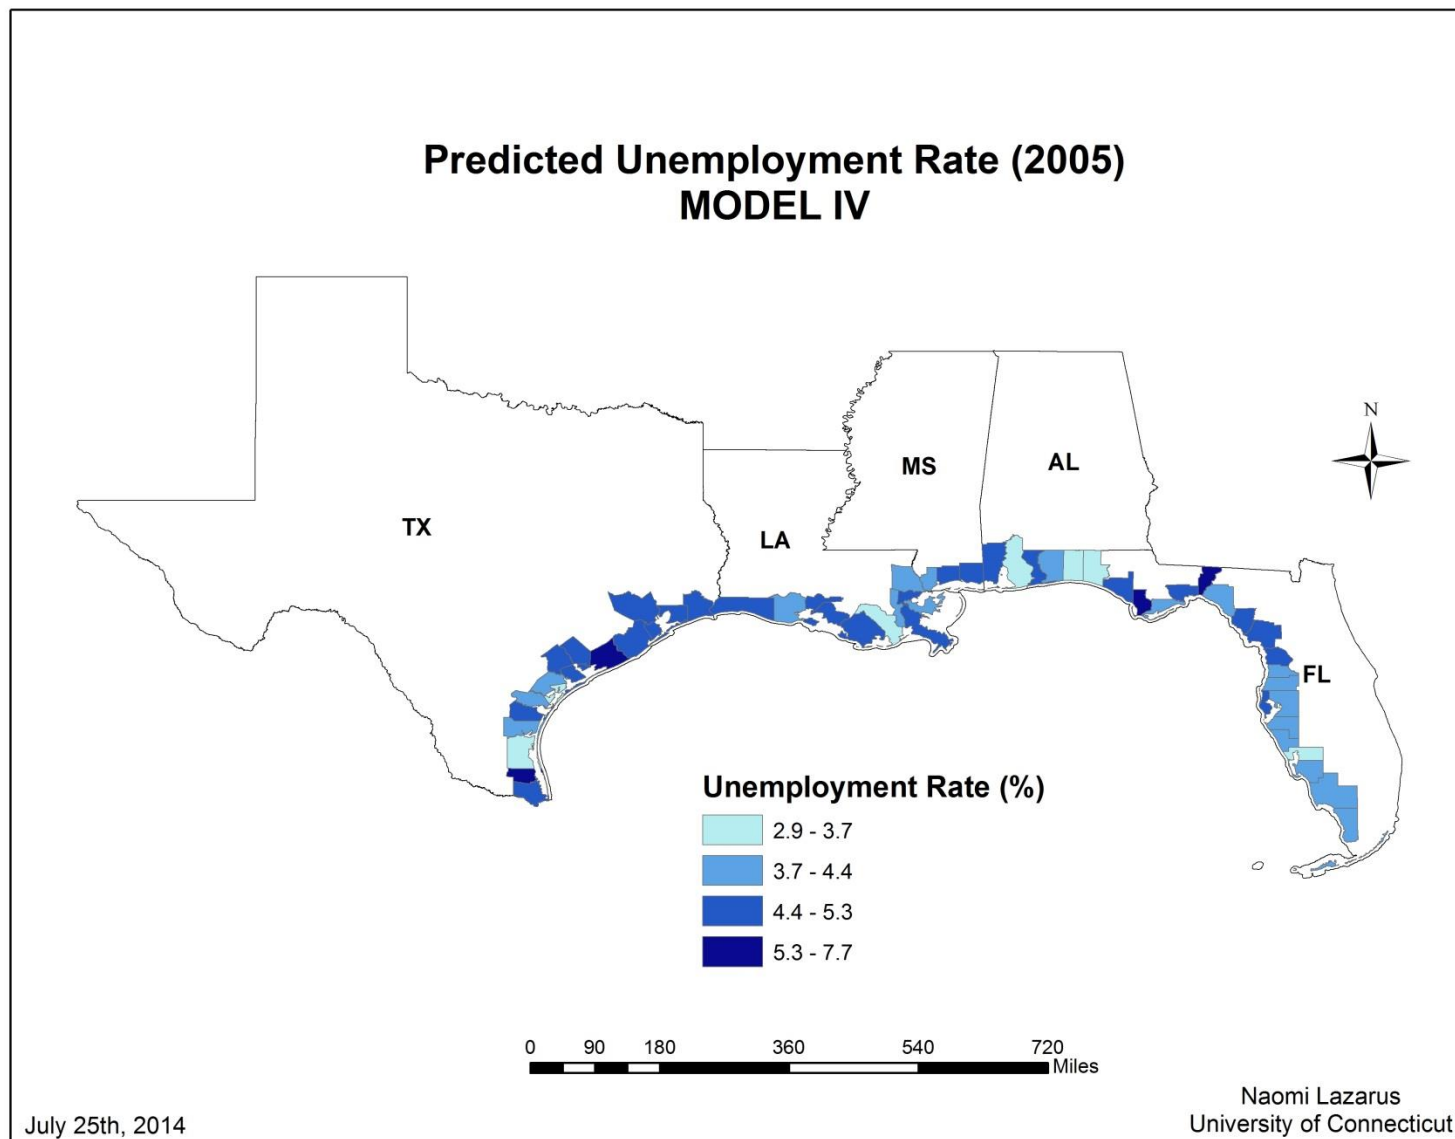 Predicted Unemployment Rate (2005)
MODEL IV
N
MS
AL
TX
LA
FL
Unemployment Rate (%)
2.9 - 3.7
3.7 - 4.4
4.4 - 5.3
5.3 - 7.7
0 90 180 360 540 720
Miles
July 25th, 2014
Naomi Lazarus
University of Connecticut